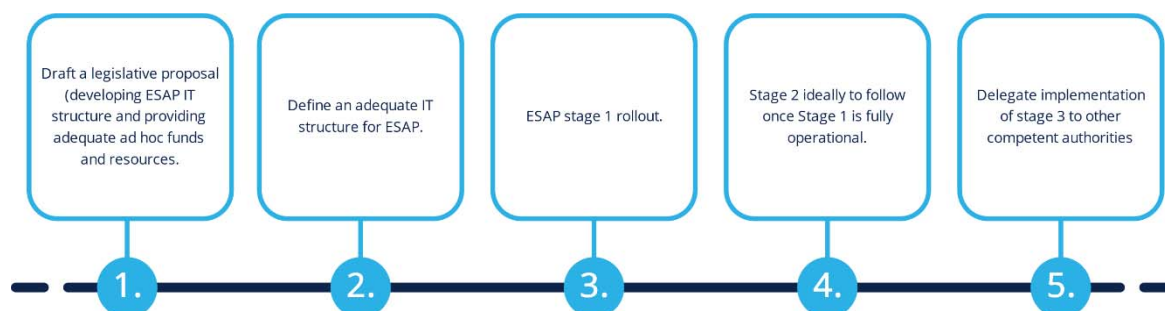 Draft a legislative proposal
(developing ESAP IT
structure and providing
adequate ad hoc funds
and resources.
Define an adequate IT
structure for ESAP.
ESAP stage 1 rollout.
Stage 2 ideally to follow
once Stage 1 is fully
operational.
Delegate implementation
of stage 3 to other
competent authorities
1.
2.
3.
4.
5.